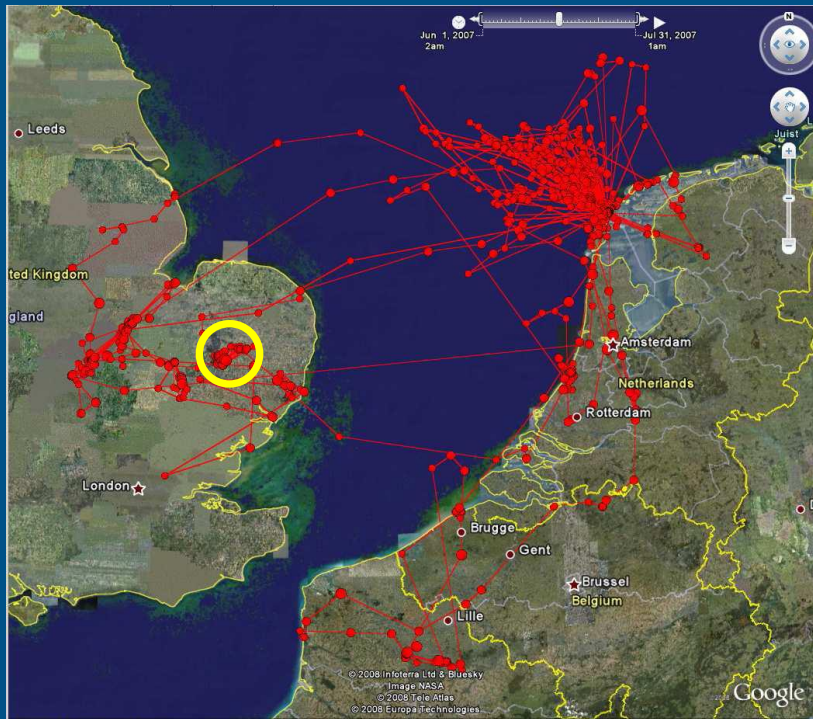 Jun 1, 2007
2am
Jul 31, 2007
1am
N
Juist
Leeds
ted Kingdom
gland
Amsterdam
Netherlands
Rotterdam
London
Brugge
Gent
Brussel
Belgium
Lille
© 2008 Infoterra Ltd & Bluesky
Image NASA
© 2008 Tele Atlas
© 2008 Europa Technologies
Google